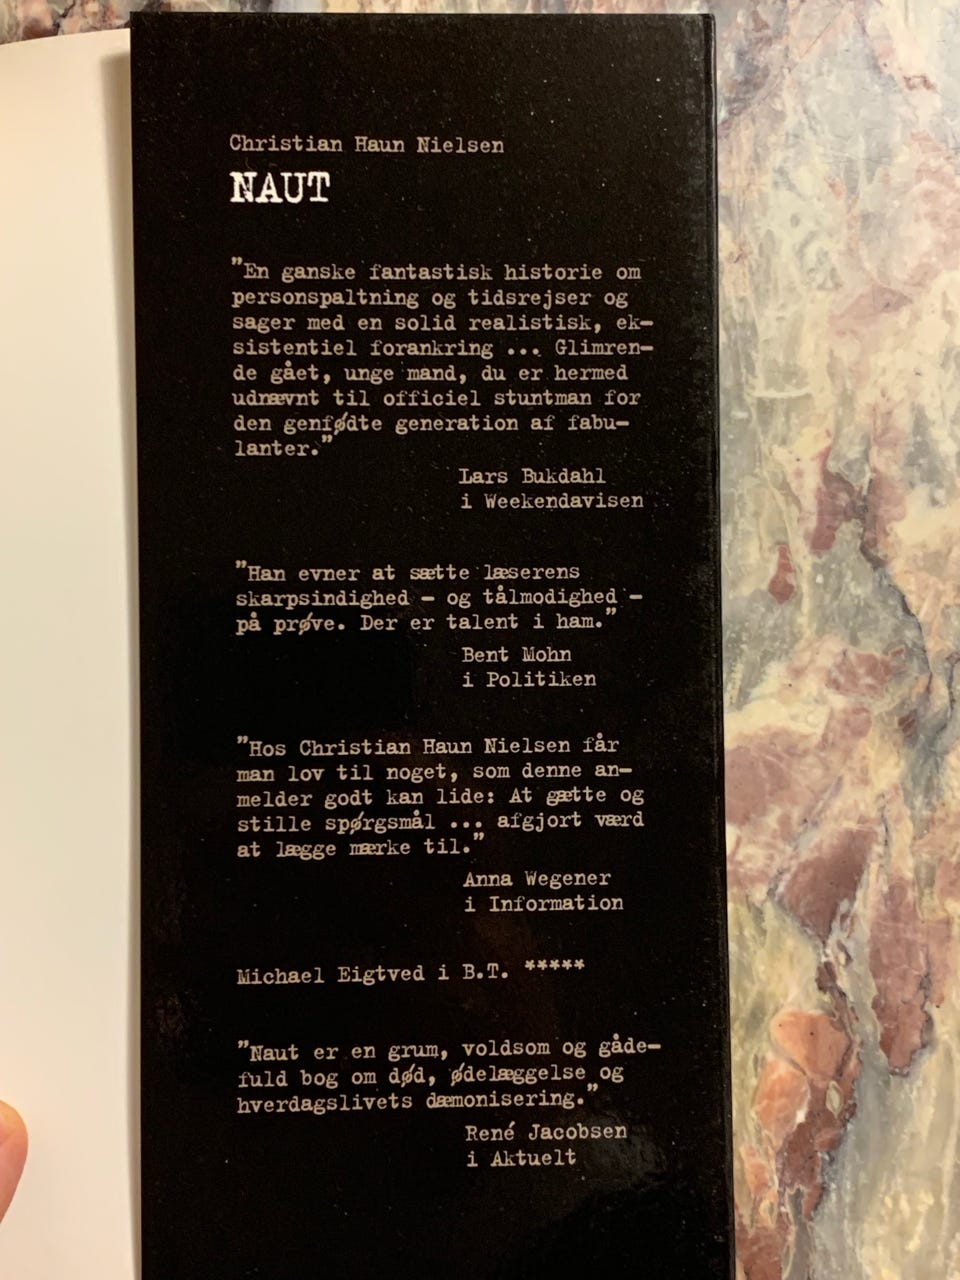 Christian Haun Nielsen
NAUT
"En ganske fantastisk historie om
personspaltning og tidsrejser og
sager med en solid realistisk, ek-
sistentiel forankring ... Glimren-
de gået, unge mand, du er hermed
udnævnt til officiel stuntman for
den genfødte generation af fabu-
lanter."
Lars Bukdahl
i Weekendavisen
"Han evner at sætte læserens
skarpsindighed - og tålmodighed -
på prøve. Der er talent i ham."
Bent Mohn
i Politiken
"Hos Christian Haun Nielsen får
man lov til noget, som denne an-
melder godt kan lide: At gætte og
stille spørgsmål ... afgjort værd
at lægge mærke til."
Anna Wegener
i Information
Michael Eigtved i B.T. *****
"Naut er en grum, voldsom og gåde-
fuld bog om død, ødelæggelse og
hverdagslivets dæmonisering."
René Jacobsen
i Aktuelt